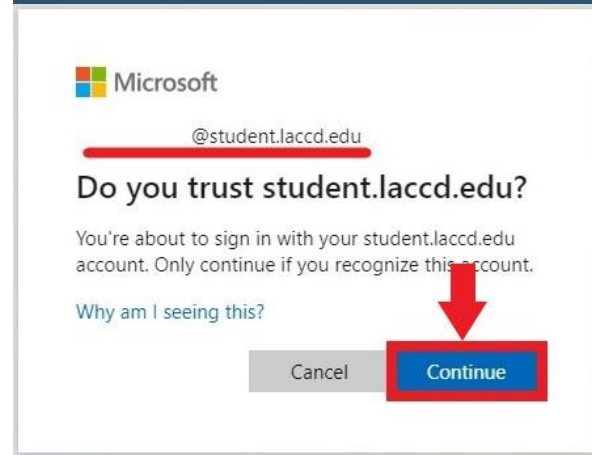 Microsoft
@student.laccd.edu
Do you trust student.laccd.edu?
You're about to sign in with your student.laccd.edu
account. Only continue if you recognize this account.
Why am I seeing this?
Cancel Continue